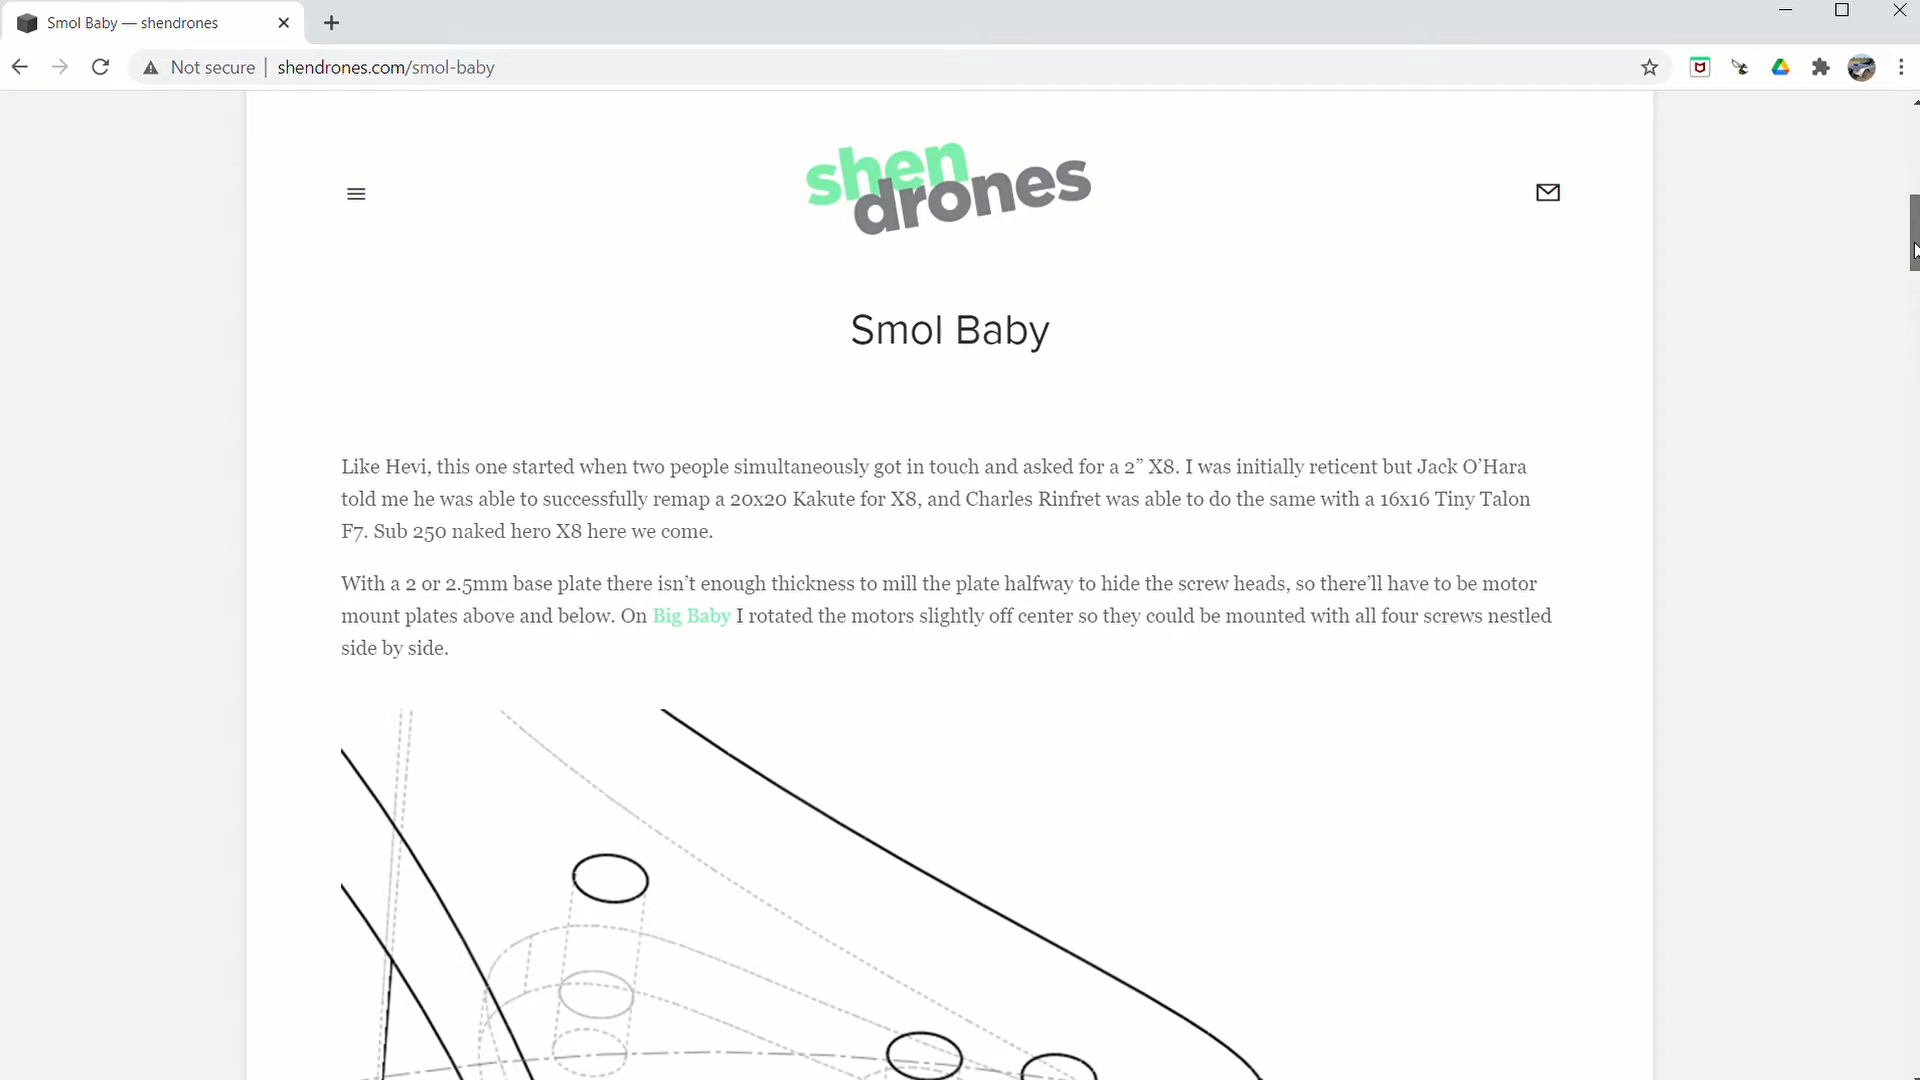 Smol Baby — shendrones
Not secure | shendrones.com/smol-baby
shen
drones
Smol Baby
Like Hevi, this one started when two people simultaneously got in touch and asked for a 2” X8. I was initially reticent but Jack O’Hara
told me he was able to successfully remap a 20x20 Kakute for X8, and Charles Rinfret was able to do the same with a 16x16 Tiny Talon
F7. Sub 250 naked hero X8 here we come.
With a 2 or 2.5mm base plate there isn’t enough thickness to mill the plate halfway to hide the screw heads, so there’ll have to be motor
mount plates above and below. On Big Baby I rotated the motors slightly off center so they could be mounted with all four screws nestled
side by side.